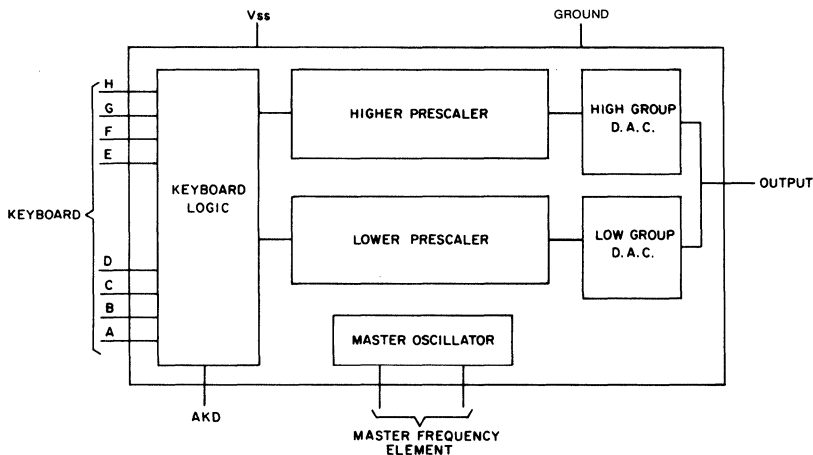 Vss
GROUND
H
G
F
E
KEYBOARD
D
C
B
A
KEYBOARD
LOGIC
HIGHER PRESCALER
HIGH GROUP
D.A.C.
OUTPUT
LOWER PRESCALER
LOW GROUP
D.A.C.
MASTER OSCILLATOR
AKD
MASTER FREQUENCY
ELEMENT